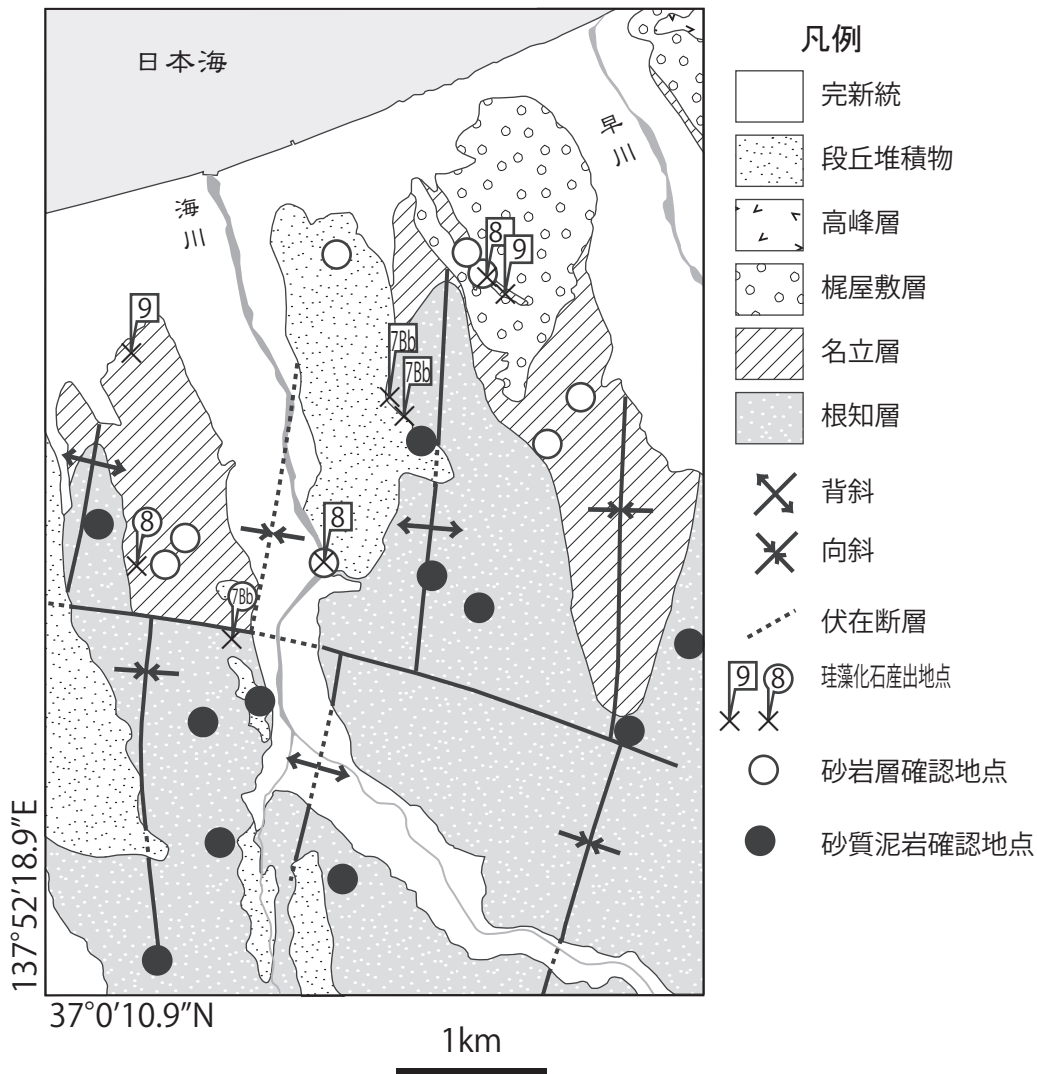 日本海
早川
海川
8
9
9
7Bb
7Bb
8
8
7Bb
137°52′18.9″E
37°0′10.9″N
1km
凡例
完新統
段丘堆積物
高峰層
梶屋敷層
名立層
根知層
背斜
向斜
伏在断層
9 8 珪藻化石産出地点
砂岩層確認地点
砂質泥岩確認地点